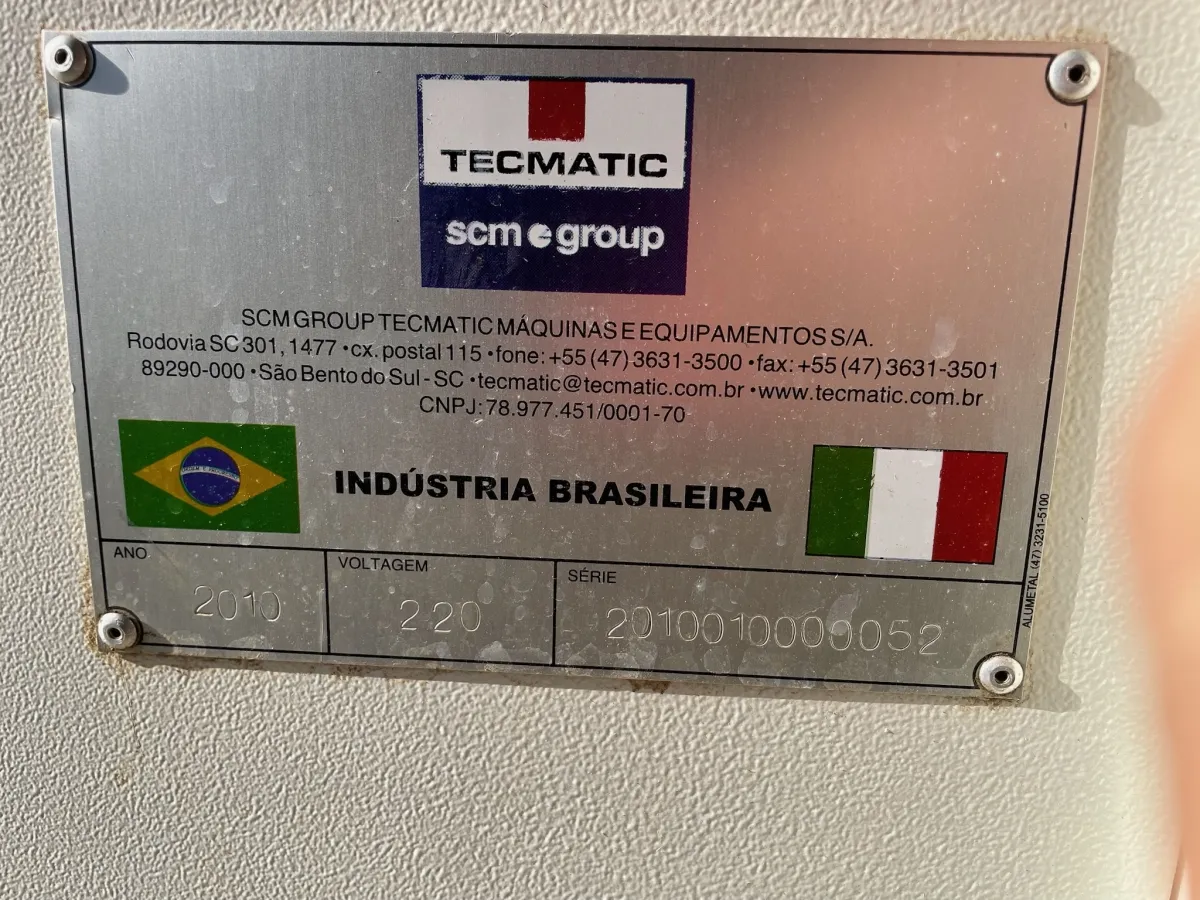 TECMATIC
scm group
SCM GROUP TECMATIC MÁQUINAS E EQUIPAMENTOS S/A.
Rodovia SC 301, 1477 • cx. postal 115 • fone: +55 (47) 3631-3500 • fax: +55 (47) 3631-3501
89290-000 • São Bento do Sul - SC • tecmatic@tecmatic.com.br • www.tecmatic.com.br
CNPJ: 78.977.451/0001-70
INDÚSTRIA BRASILEIRA
ANO. VOLTAGEM SÉRIE
2010 220 2010010000052
ALUMETAL (47) 3231-5100